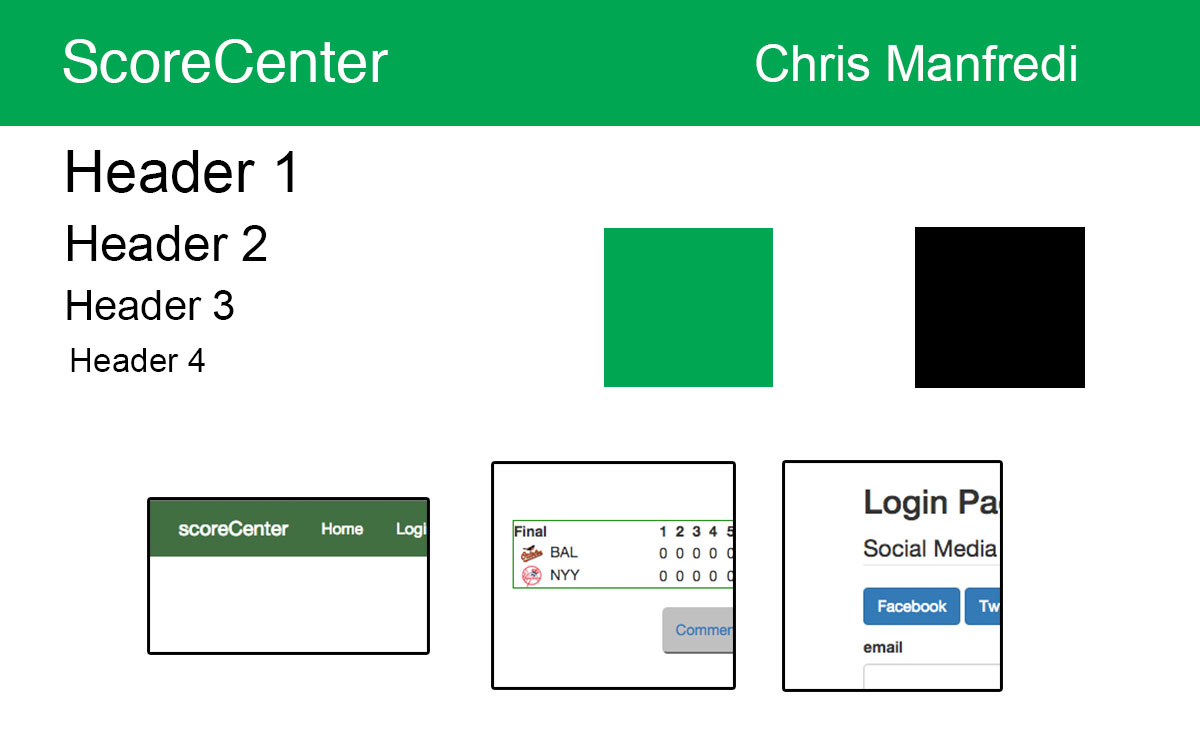 ScoreCenter Chris Manfredi
Header 1
Header 2
Header 3
Header 4
scoreCenter Home Logi
Final 1 2 3 4 5
BAL 0 0 0 0 0
NYY 0 0 0 0 0
Commen
Login Pa
Social Media
Facebook Tw
email